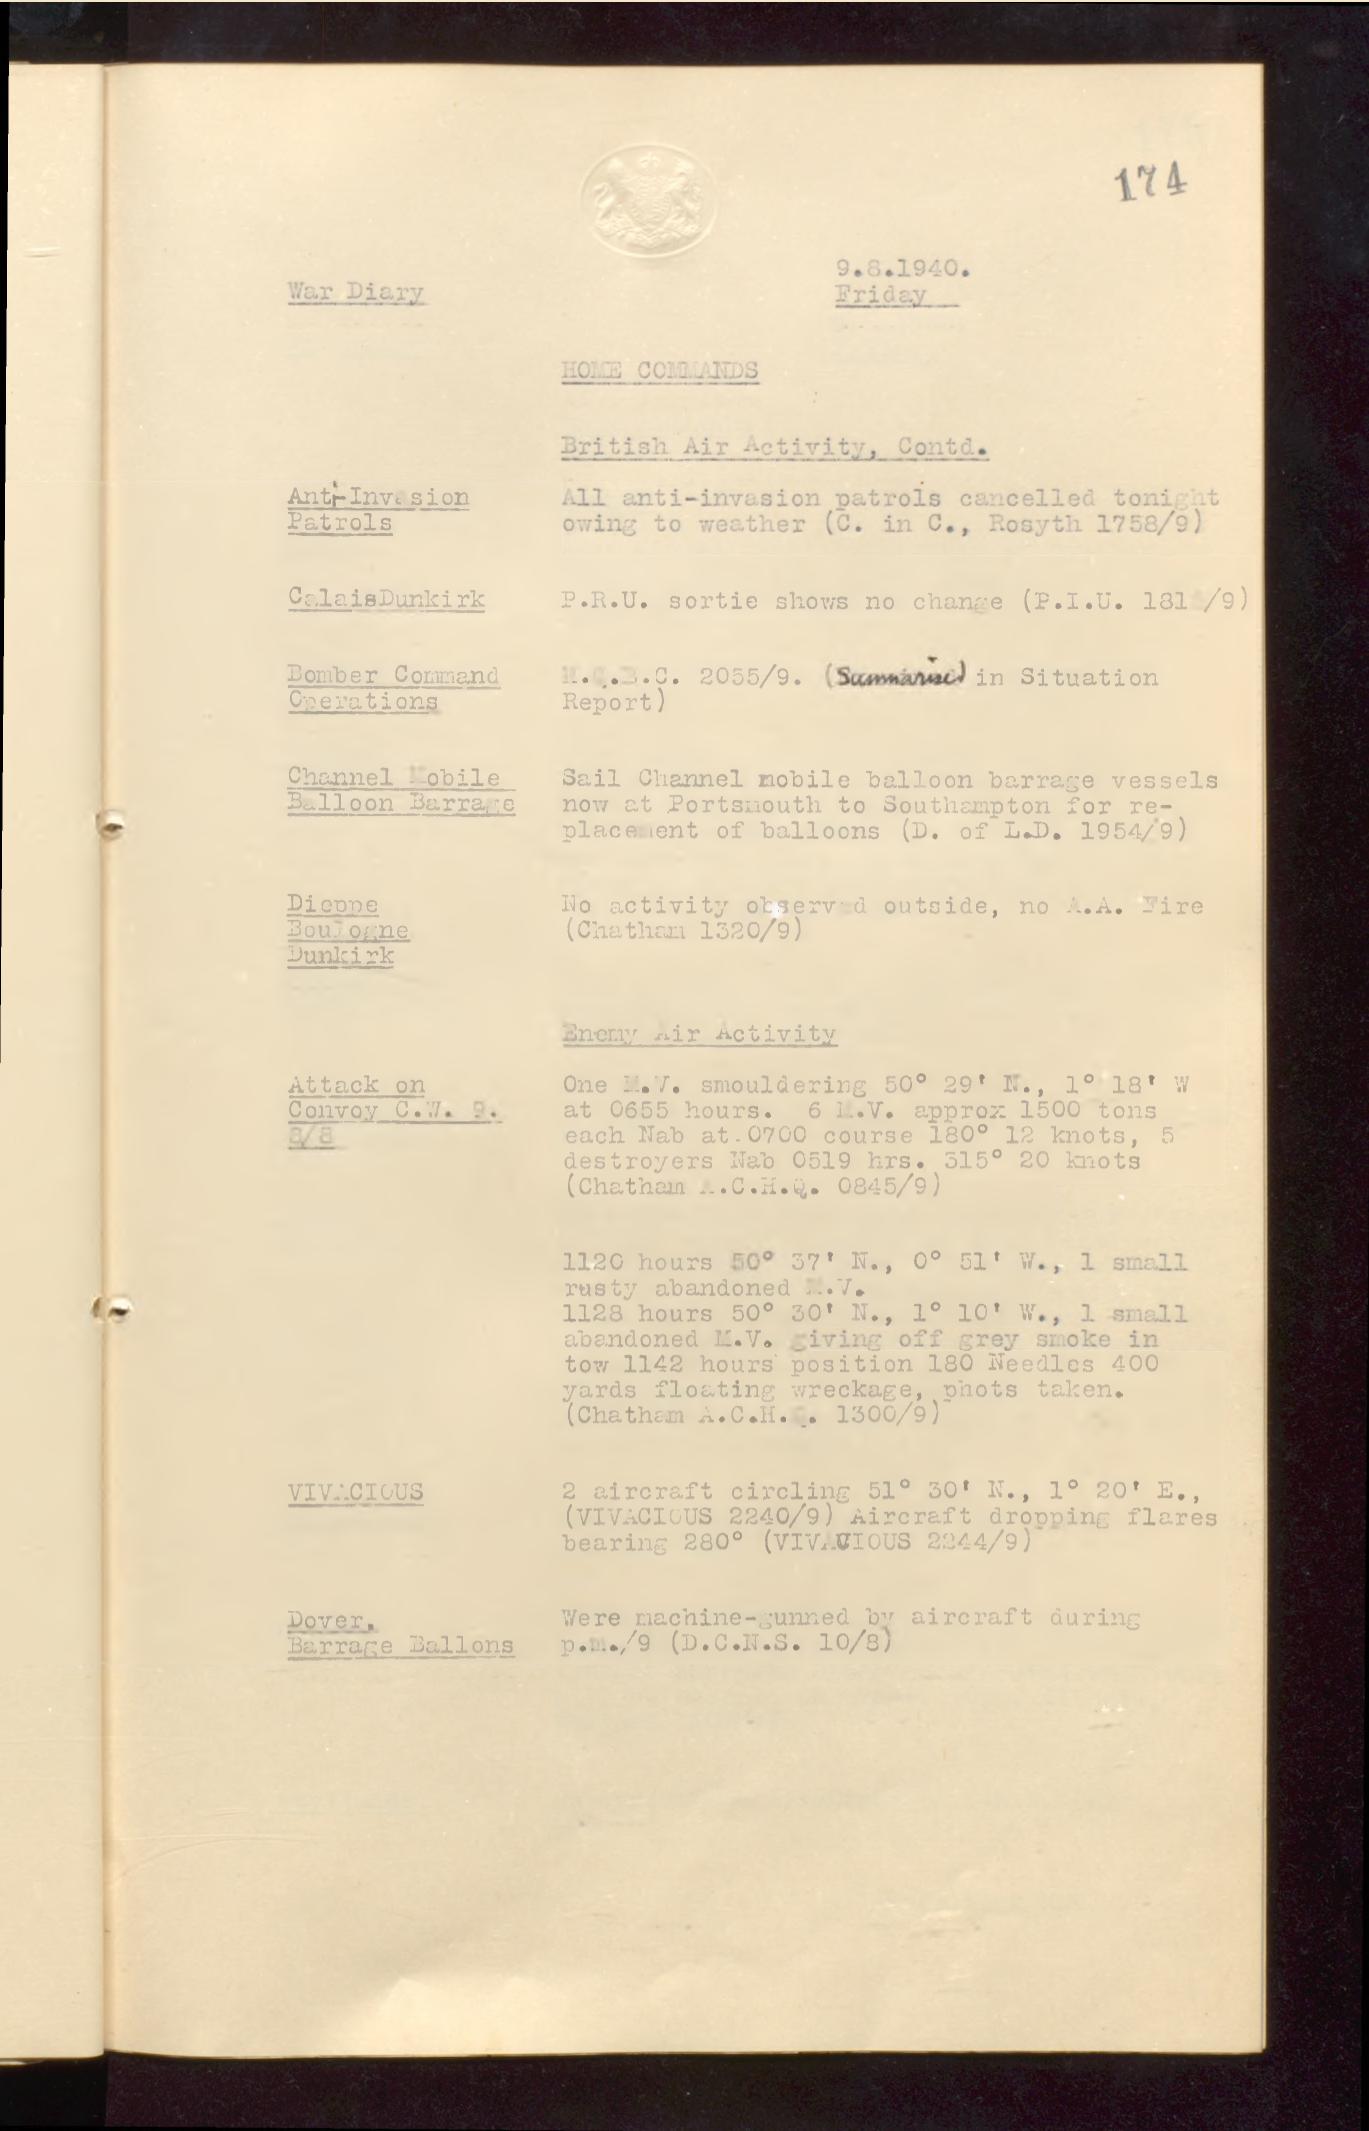 174
9.8.1940.
War Diary
Friday
HOME COMMANDS
British Air Activity, Contd.
Anti-Invasion
Patrols
All anti-invasion patrols cancelled tonight
owing to weather (C. in C., Rosyth 1758/9)
CalaisDunkirk
P.R.U. sortie shows no change (P.I.U. 181 /9)
Bomber Command
Operations
H.Q.B.C. 2055/9. (Summarised in Situation
Report)
Channel Mobile
Balloon Barrage
Sail Channel mobile balloon barrage vessels
now at Portsmouth to Southampton for re-
placement of balloons (D. of L.D. 1954/9)
Dieppe
Boulogne
Dunkirk
No activity observed outside, no A.A. Fire
(Chatham 1320/9)
Enemy Air Activity
Attack on
Convoy C.W. 9.
8/8
One M.V. smouldering 50° 29' N., 1° 18' W
at 0655 hours. 6 M.V. approx 1500 tons
each Nab at.0700 course 180° 12 knots, 5
destroyers Nab 0519 hrs. 315° 20 knots
(Chatham A.C.H.Q. 0845/9)
1120 hours 50° 37' N., 0° 51' W., 1 small
rusty abandoned M.V.
1128 hours 50° 30' N., 1° 10' W., 1 small
abandoned M.V. giving off grey smoke in
tow 1142 hours position 180 Needles 400
yards floating wreckage, phots taken.
(Chatham A.C.H.Q. 1300/9)
VIVACIOUS
2 aircraft circling 51° 30' N., 1° 20' E.,
(VIVACIOUS 2240/9) Aircraft dropping flares
bearing 280° (VIVACIOUS 2244/9)
Dover,
Barrage Ballons
Were machine-gunned by aircraft during
p.m./9 (D.C.N.S. 10/8)